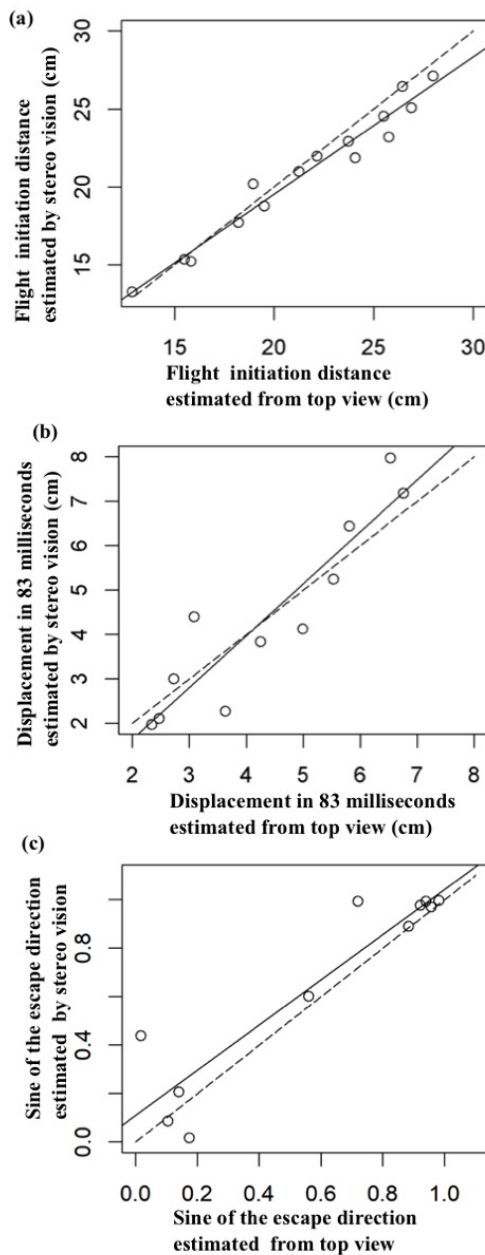 (a)
Flight initiation distance
estimated by stereo vision (cm)
30
25
20
15
15 20 25 30
Flight initiation distance
estimated from top view (cm)
(b)
Displacement in 83 milliseconds
estimated by stereo vision (cm)
8
7
6
5
4
3
2
2 3 4 5 6 7 8
Displacement in 83 milliseconds
estimated from top view (cm)
(c)
Sine of the escape direction
estimated by stereo vision
0.8
0.4
0.0
0.0 0.2 0.4 0.6 0.8 1.0
Sine of the escape direction
estimated from top view